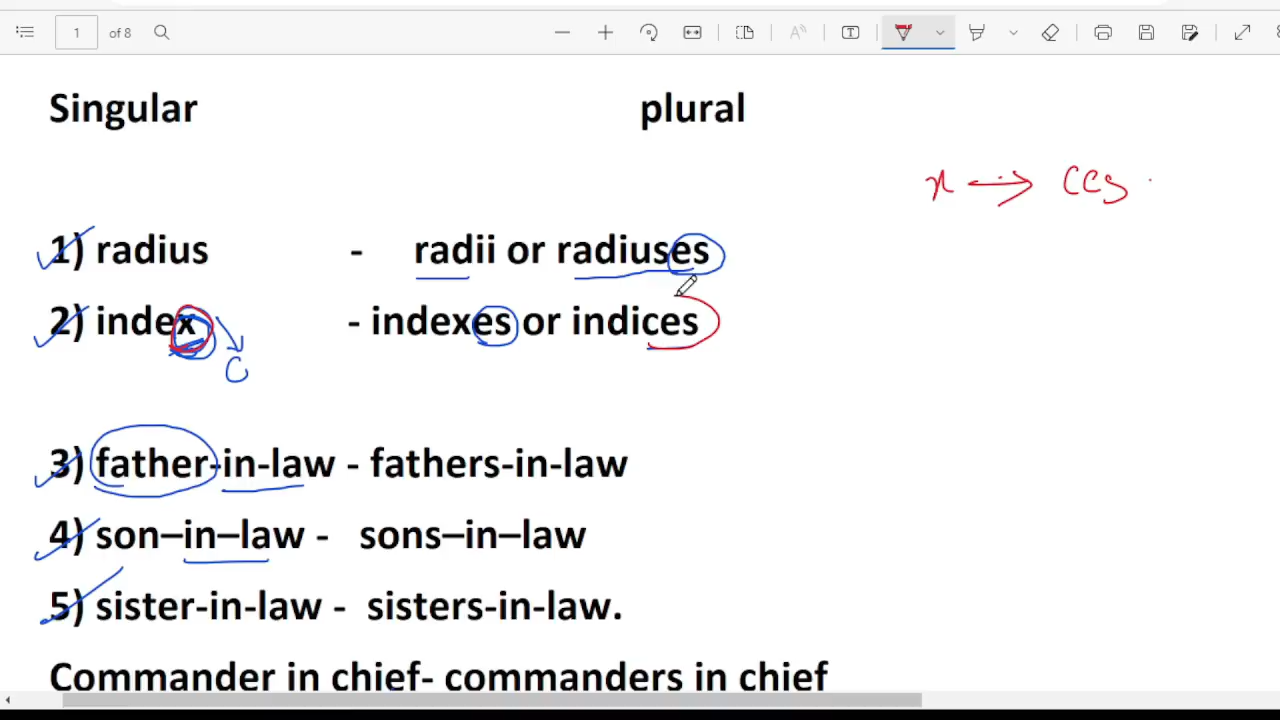 1 of 8
Singular plural
x → ces
1) radius - radii or radiuses
2) index - indexes or indices
C
3) father-in-law - fathers-in-law
4) son–in–law - sons–in–law
5) sister-in-law - sisters-in-law.
Commander in chief- commanders in chief